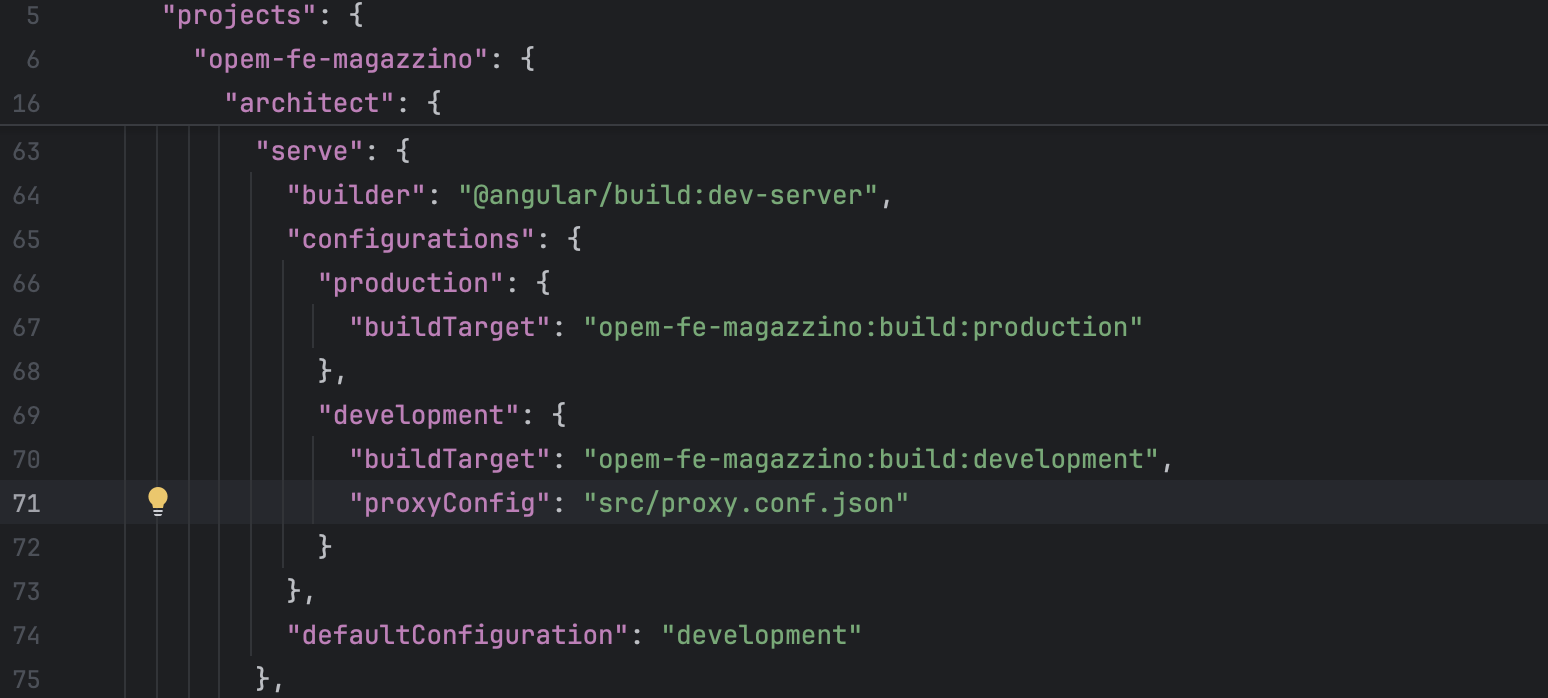 5 "projects": {
6 "opem-fe-magazzino": {
16 "architect": {
63 "serve": {
64 "builder": "@angular/build:dev-server",
65 "configurations": {
66 "production": {
67 "buildTarget": "opem-fe-magazzino:build:production"
68 },
69 "development": {
70 "buildTarget": "opem-fe-magazzino:build:development",
71 "proxyConfig": "src/proxy.conf.json"
72 }
73 },
74 "defaultConfiguration": "development"
75 },